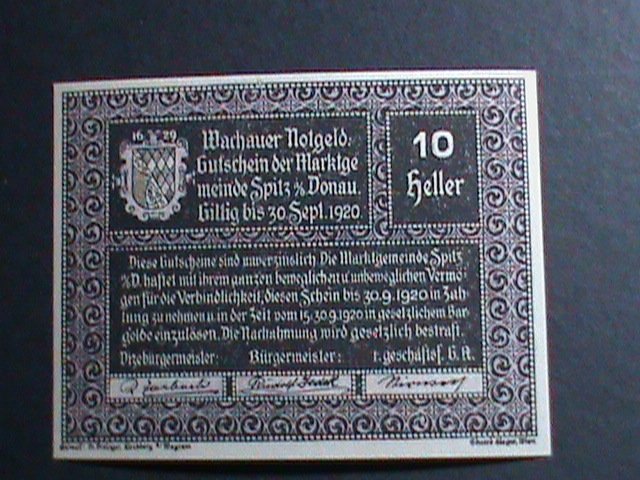 16 29
Wachauer Notgeld.
Gutschein der Marktge
meinde Spitz a/Donau.
Giltig bis 30. Sept. 1920.
10
Heller
Diese Gutscheine sind unverzinslich. Die Marktgemeinde Spitz
a/D. haftet mit ihrem ganzen beweglichen u. unbeweglichen Vermö-
gen für die Verbindlichkeit, diesen Schein bis 30.9.1920 in Zah-
lung zu nehmen u. in der Zeit vom 15.-30.9.1920 in gesetzlichem Bar-
gelde einzulösen. Die Nachahmung wird gesetzlich bestraft.
Vizebürgermeister: Bürgermeister: 1. geschäftsf. G.R.
Wagram.
Wien.